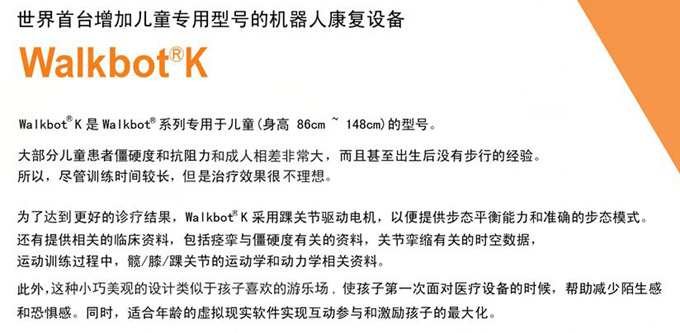 世界首台增加儿童专用型号的机器人康复设备
Walkbot®K
Walkbot®K 是 Walkbot® 系列专用于儿童(身高 86cm ~ 148cm)的型号。
大部分儿童患者僵硬度和抗阻力和成人相差非常大，而且甚至出生后没有步行的经验。
所以，尽管训练时间较长，但是治疗效果很不理想。
为了达到更好的诊疗结果，Walkbot®K 采用踝关节驱动电机，以便提供步态平衡能力和准确的步态模式。
还有提供相关的临床资料，包括痉挛与僵硬度有关的资料，关节挛缩有关的时空数据，
运动训练过程中，髋/膝/踝关节的运动学和动力学相关资料。
此外，这种小巧美观的设计类似于孩子喜欢的游乐场，使孩子第一次面对医疗设备的时候，帮助减少陌生感
和恐惧感。同时，适合年龄的虚拟现实软件实现互动参与和激励孩子的最大化。